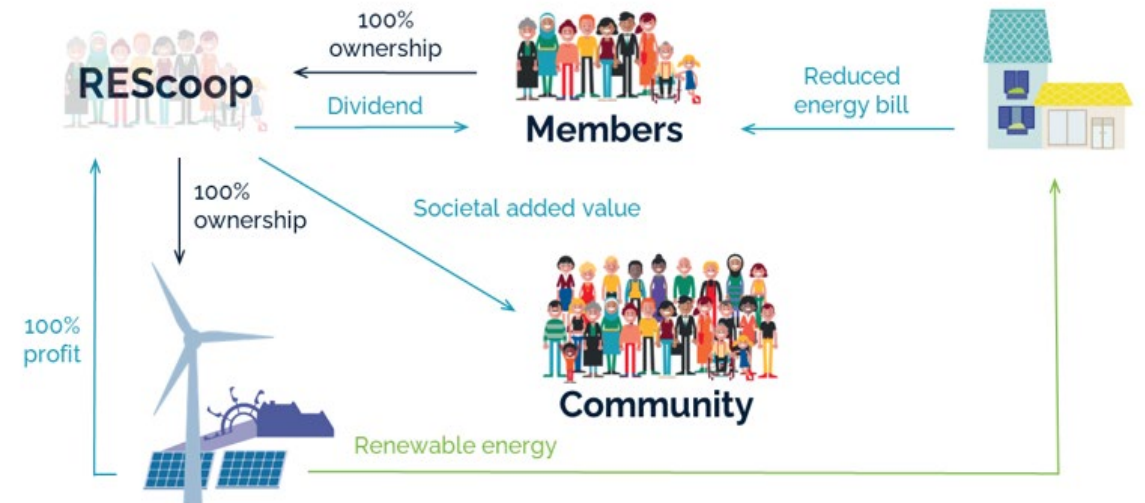 100%
ownership
REScoop
Dividend
Members
Reduced
energy bill
100%
ownership
Societal added value
100%
profit
Community
Renewable energy